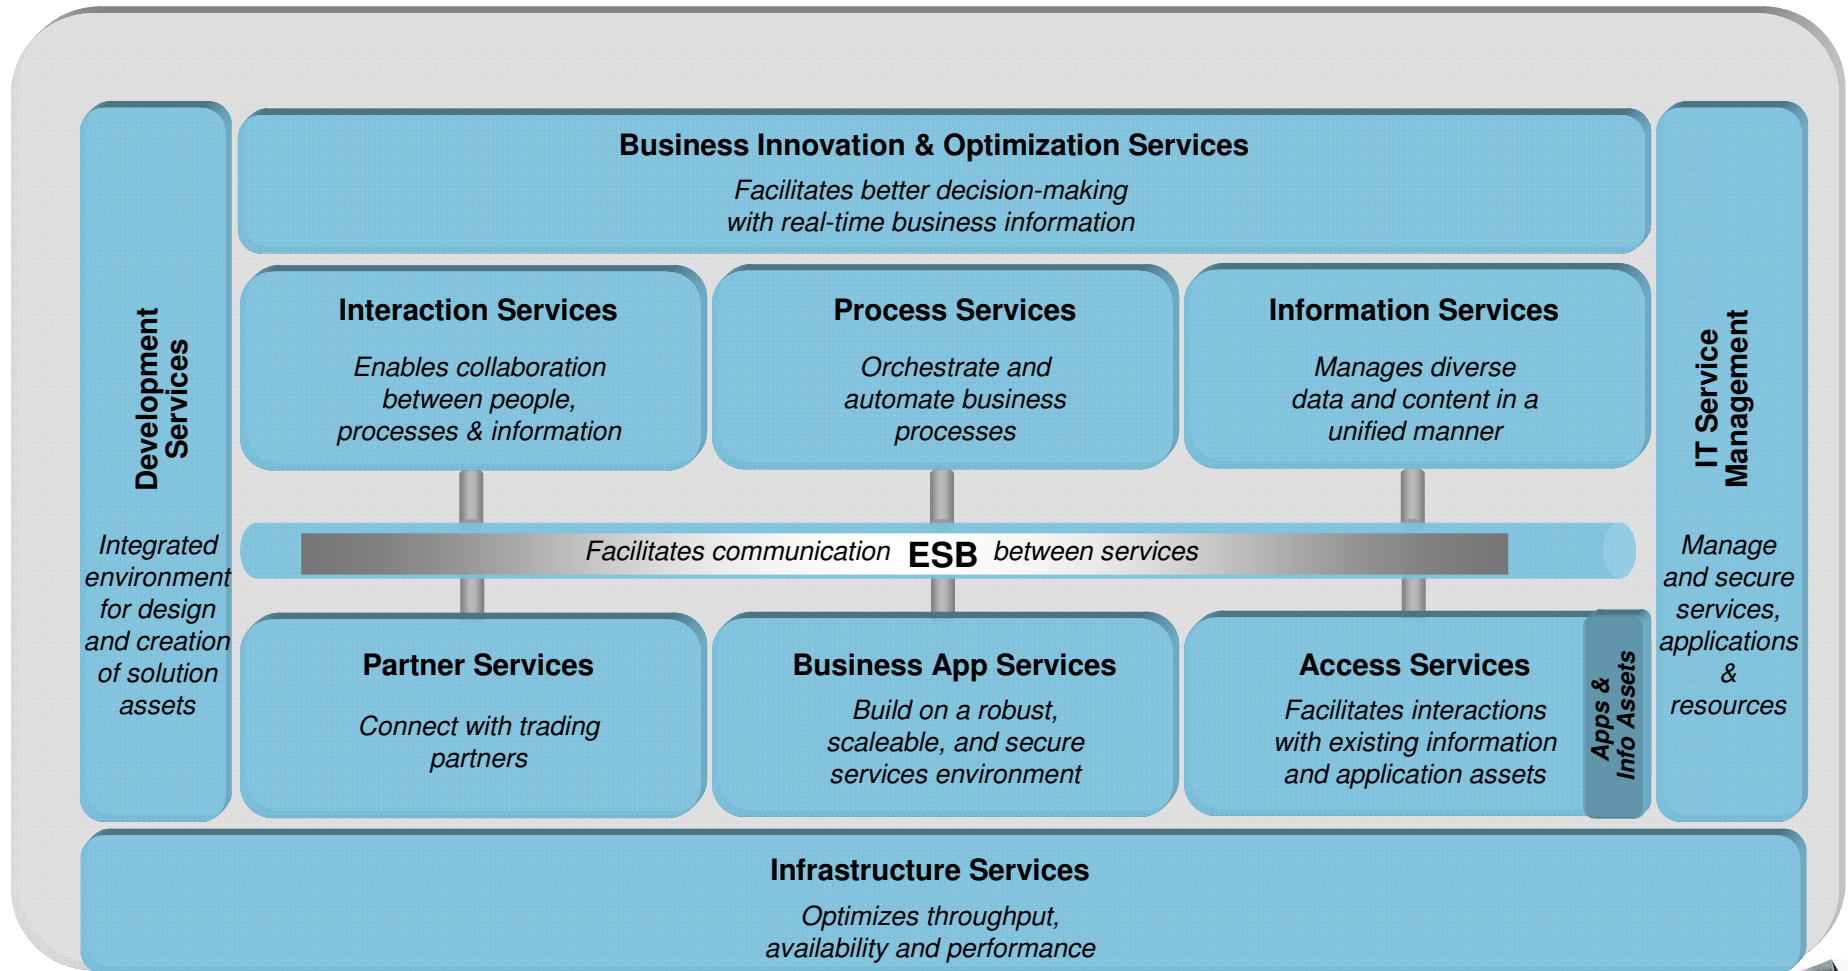 Business Innovation & Optimization Services
Facilitates better decision-making
with real-time business information
Development
Services
Integrated
environment
for design
and creation
of solution
assets
Interaction Services
Enables collaboration
between people,
processes & information
Process Services
Orchestrate and
automate business
processes
Information Services
Manages diverse
data and content in a
unified manner
IT Service
Management
Manage
and secure
services,
applications
&
resources
Facilitates communication ESB between services
Partner Services
Connect with trading
partners
Business App Services
Build on a robust,
scaleable, and secure
services environment
Access Services
Facilitates interactions
with existing information
and application assets
Apps &
Info Assets
Infrastructure Services
Optimizes throughput,
availability and performance